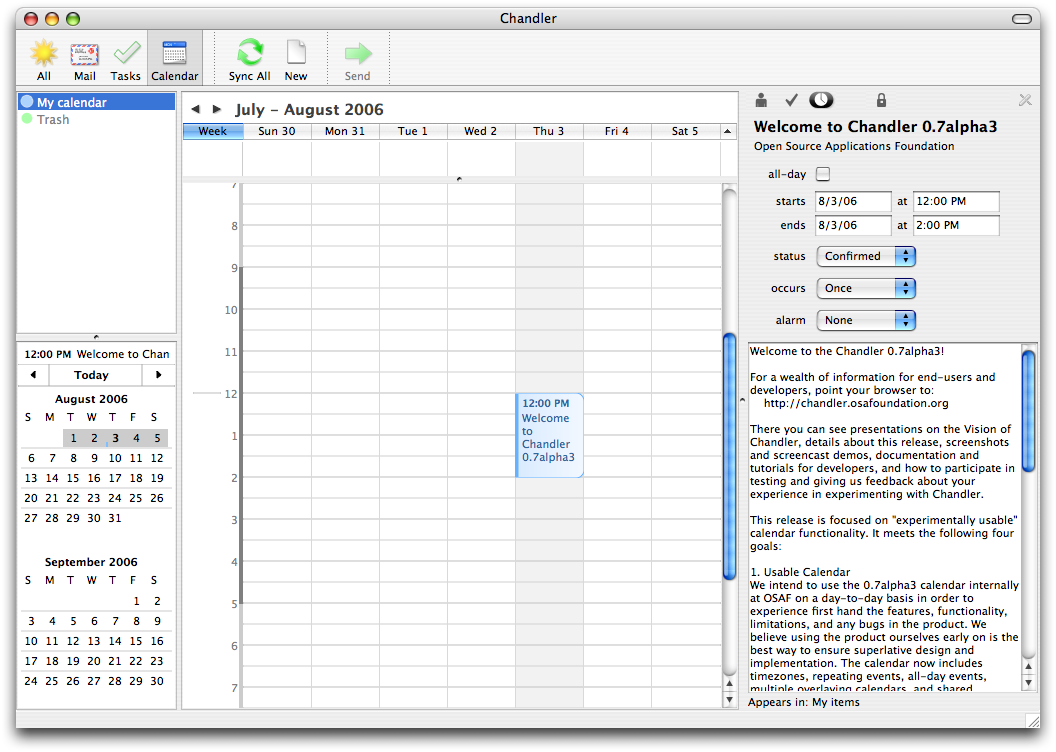 Chandler
All Mail Tasks Calendar Sync All New Send
My calendar
Trash
12:00 PM Welcome to Chan
Today
August 2006
S M T W T F S
1 2 3 4 5
6 7 8 9 10 11 12
13 14 15 16 17 18 19
20 21 22 23 24 25 26
27 28 29 30 31
September 2006
S M T W T F S
1 2
3 4 5 6 7 8 9
10 11 12 13 14 15 16
17 18 19 20 21 22 23
24 25 26 27 28 29 30
July – August 2006
Week Sun 30 Mon 31 Tue 1 Wed 2 Thu 3 Fri 4 Sat 5
7
8
9
10
11
12
1
2
3
4
5
6
7
12:00 PM
Welcome
to
Chandler
0.7alpha3
Welcome to Chandler 0.7alpha3
Open Source Applications Foundation
all-day
starts 8/3/06 at 12:00 PM
ends 8/3/06 at 2:00 PM
status Confirmed
occurs Once
alarm None
Welcome to the Chandler 0.7alpha3!
For a wealth of information for end-users and
developers, point your browser to:
http://chandler.osafoundation.org
There you can see presentations on the Vision of
Chandler, details about this release, screenshots
and screencast demos, documentation and
tutorials for developers, and how to participate in
testing and giving us feedback about your
experience in experimenting with Chandler.
This release is focused on "experimentally usable"
calendar functionality. It meets the following four
goals:
1. Usable Calendar
We intend to use the 0.7alpha3 calendar internally
at OSAF on a day-to-day basis in order to
experience first hand the features, functionality,
limitations, and any bugs in the product. We
believe using the product ourselves early on is the
best way to ensure superlative design and
implementation. The calendar now includes
timezones, repeating events, all-day events,
multiple overlaying calendars, and shared
Appears in: My items